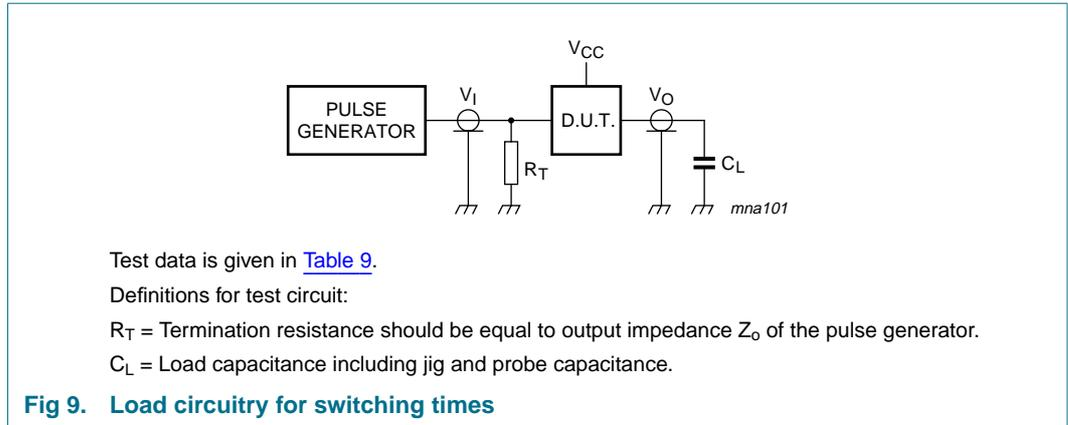 VCC
VI
VO
PULSE
GENERATOR
D.U.T.
RT
CL
mna101
Test data is given in Table 9.
Definitions for test circuit:
RT = Termination resistance should be equal to output impedance Zo of the pulse generator.
CL = Load capacitance including jig and probe capacitance.
Fig 9. Load circuitry for switching times